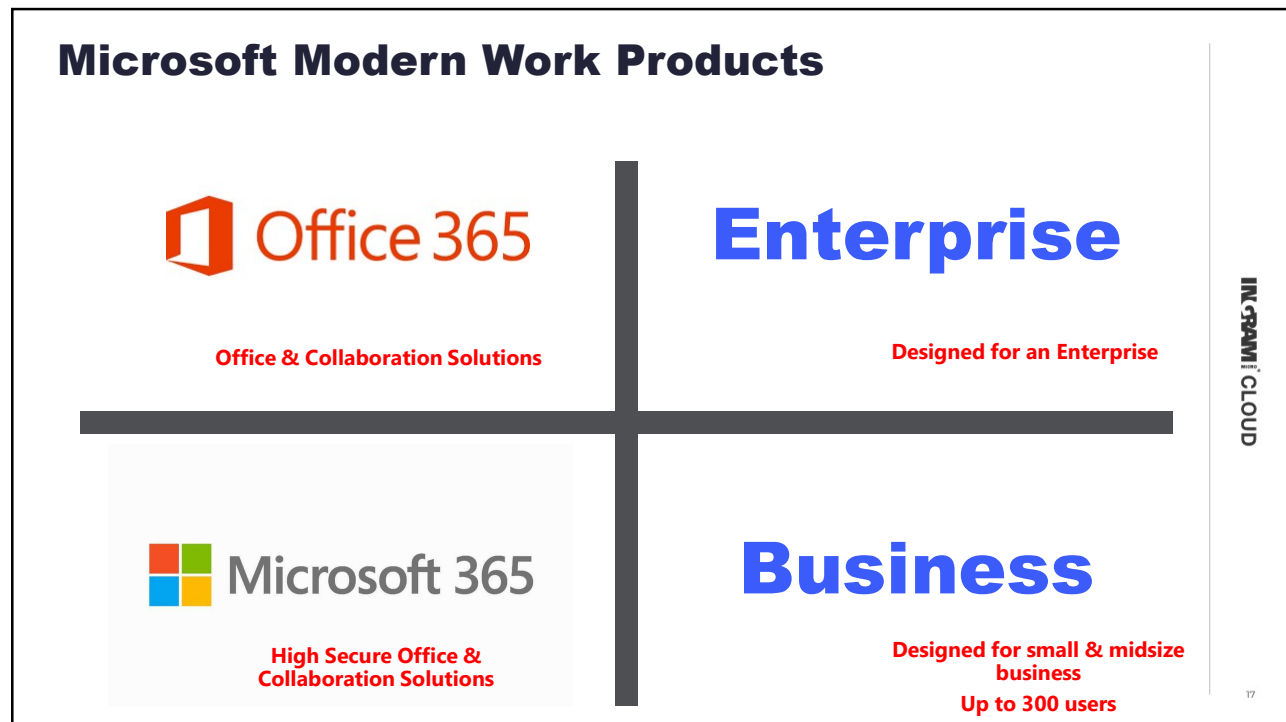 Microsoft Modern Work Products
Office 365
Office & Collaboration Solutions
Enterprise
Designed for an Enterprise
Microsoft 365
High Secure Office &
Collaboration Solutions
Business
Designed for small & midsize
business
Up to 300 users
INGRAM MICRO® CLOUD
17